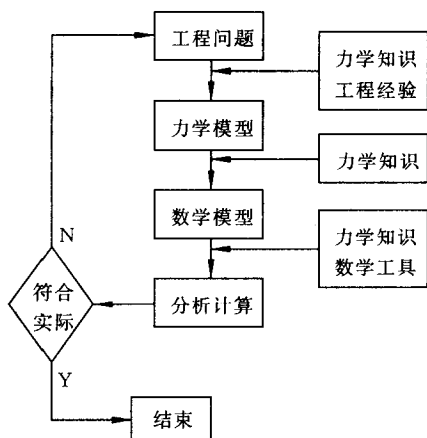 工程问题
力学知识
工程经验
力学模型
力学知识
数学模型
N
力学知识
数学工具
符合
实际
分析计算
Y
结束